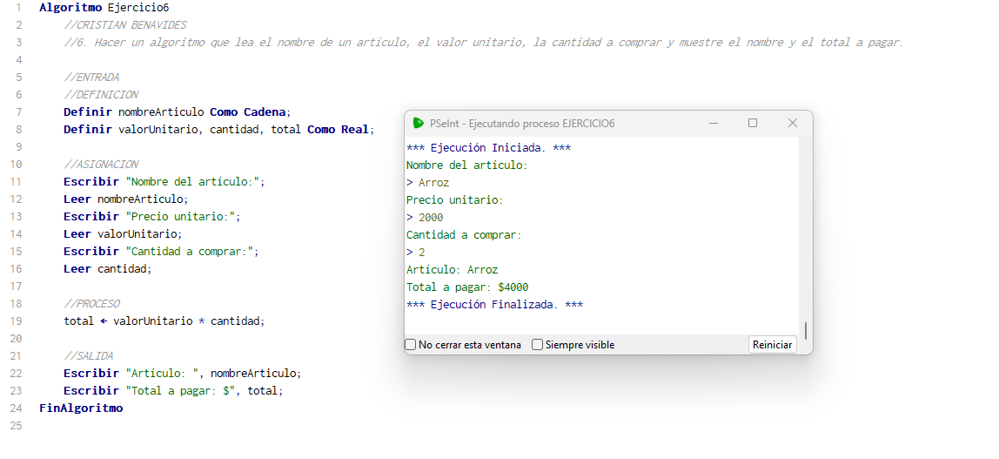 1 Algoritmo Ejercicio6
2 //CRISTIAN BENAVIDES
3 //6. Hacer un algoritmo que lea el nombre de un artículo, el valor unitario, la cantidad a comprar y muestre el nombre y el total a pagar.
4
5 //ENTRADA
6 //DEFINICION
7 Definir nombreArticulo Como Cadena;
8 Definir valorUnitario, cantidad, total Como Real;
9
10 //ASIGNACION
11 Escribir "Nombre del artículo:";
12 Leer nombreArticulo;
13 Escribir "Precio unitario:";
14 Leer valorUnitario;
15 Escribir "Cantidad a comprar:";
16 Leer cantidad;
17
18 //PROCESO
19 total ← valorUnitario * cantidad;
20
21 //SALIDA
22 Escribir "Artículo: ", nombreArticulo;
23 Escribir "Total a pagar: $", total;
24 FinAlgoritmo
25
PSeInt - Ejecutando proceso EJERCICIO6
*** Ejecución Iniciada. ***
Nombre del artículo:
> Arroz
Precio unitario:
> 2000
Cantidad a comprar:
> 2
Artículo: Arroz
Total a pagar: $4000
*** Ejecución Finalizada. ***
No cerrar esta ventana Siempre visible Reiniciar